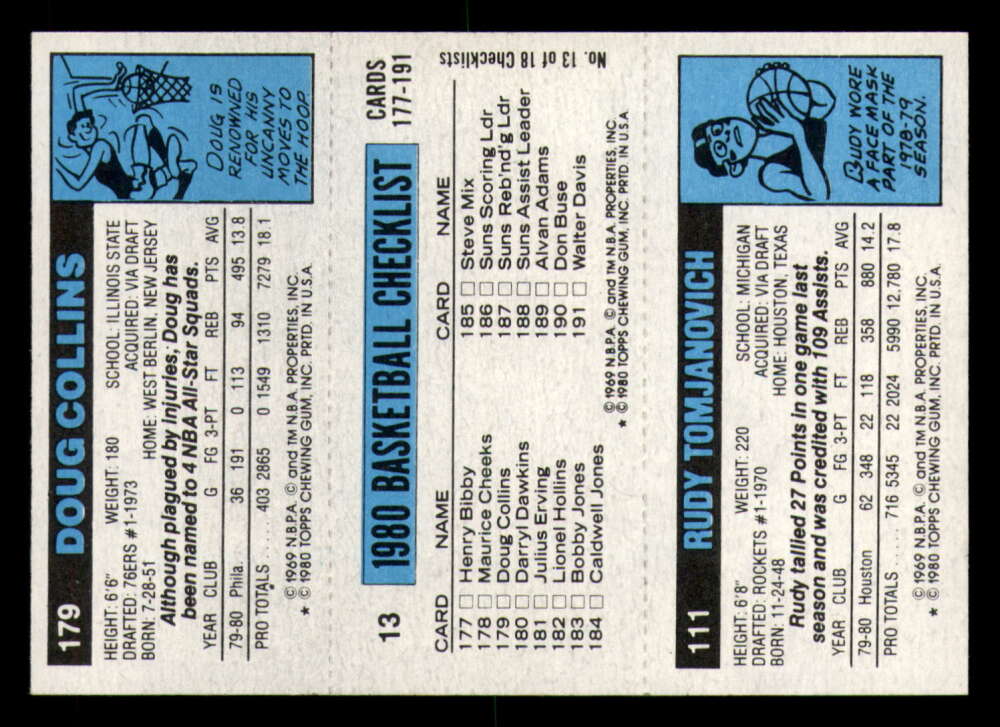 179 DOUG COLLINS
HEIGHT: 6'6" WEIGHT: 180 SCHOOL: ILLINOIS STATE
DRAFTED: 76ERS #1-1973 ACQUIRED: VIA DRAFT
BORN: 7-28-51 HOME: WEST BERLIN, NEW JERSEY
Although plagued by injuries, Doug has
been named to 4 NBA All-Star Squads.
YEAR CLUB G FG 3-PT FT REB PTS AVG
79-80 Phila. 36 191 0 113 94 495 13.8
PRO TOTALS .... 403 2865 0 1549 1310 7279 18.1
© 1969 N.B.P.A. © and TM N.B.A. PROPERTIES, INC.
★ © 1980 TOPPS CHEWING GUM, INC. PRTD. IN U.S.A.
DOUG IS
RENOWNED
FOR HIS
UNCANNY
MOVES TO
THE HOOP.
13 1980 BASKETBALL CHECKLIST CARDS
177-191
CARD NAME
177 □ Henry Bibby
178 □ Maurice Cheeks
179 □ Doug Collins
180 □ Darryl Dawkins
181 □ Julius Erving
182 □ Lionel Hollins
183 □ Bobby Jones
184 □ Caldwell Jones
CARD NAME
185 □ Steve Mix
186 □ Suns Scoring Ldr
187 □ Suns Reb'nd'g Ldr
188 □ Suns Assist Leader
189 □ Alvan Adams
190 □ Don Buse
191 □ Walter Davis
© 1969 N.B.P.A. © and TM N.B.A. PROPERTIES, INC.
★ © 1980 TOPPS CHEWING GUM, INC. PRTD. IN U.S.A.
No. 13 of 18 Checklists
111 RUDY TOMJANOVICH
HEIGHT: 6'8" WEIGHT: 220 SCHOOL: MICHIGAN
DRAFTED: ROCKETS #1-1970 ACQUIRED: VIA DRAFT
BORN: 11-24-48 HOME: HOUSTON, TEXAS
Rudy tallied 27 Points in one game last
season and was credited with 109 Assists.
YEAR CLUB G FG 3-PT FT REB PTS AVG
79-80 Houston 62 348 22 118 358 880 14.2
PRO TOTALS .... 716 5345 22 2024 5990 12,780 17.8
© 1969 N.B.P.A. © and TM N.B.A. PROPERTIES, INC.
★ © 1980 TOPPS CHEWING GUM, INC. PRTD. IN U.S.A.
RUDY WORE
A FACE MASK
PART OF THE
1978-79
SEASON.